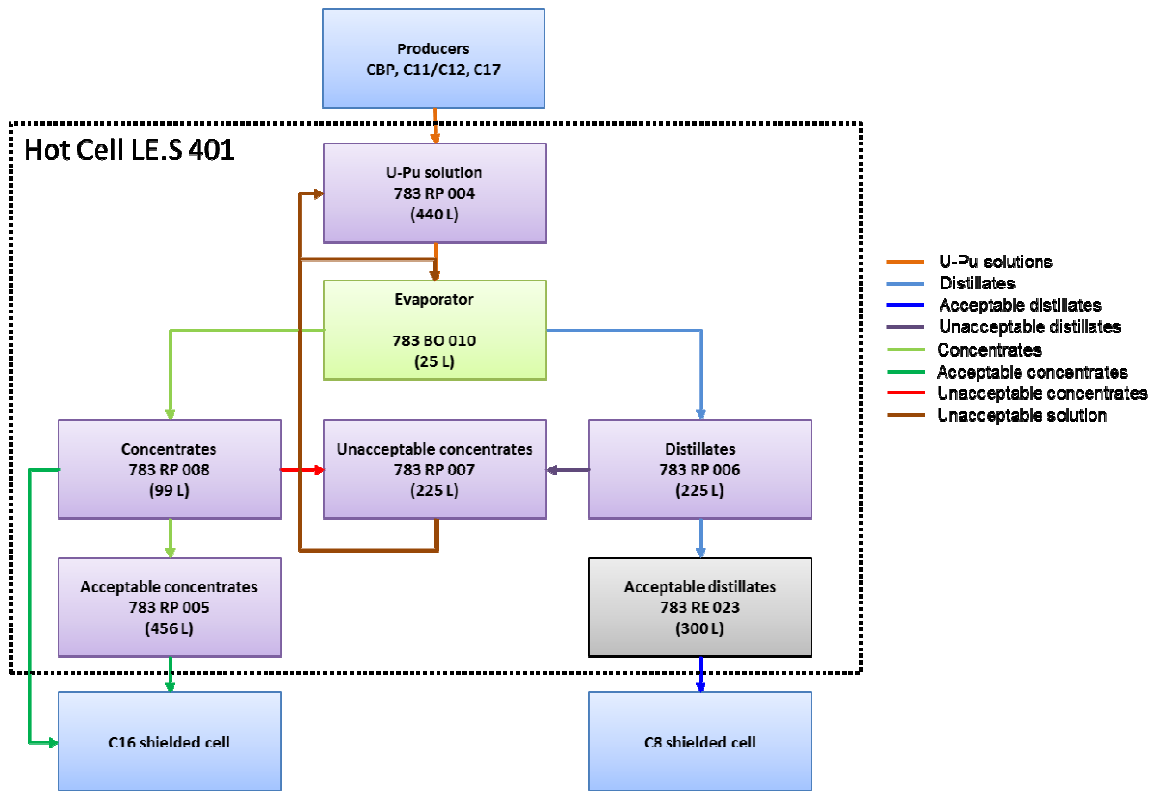 Producers
CBP, C11/C12, C17
Hot Cell LE.S 401
U-Pu solution
783 RP 004
(440 L)
Evaporator
783 BO 010
(25 L)
Concentrates
783 RP 008
(99 L)
Unacceptable concentrates
783 RP 007
(225 L)
Distillates
783 RP 006
(225 L)
Acceptable concentrates
783 RP 005
(456 L)
Acceptable distillates
783 RE 023
(300 L)
C16 shielded cell
C8 shielded cell
U-Pu solutions
Distillates
Acceptable distillates
Unacceptable distillates
Concentrates
Acceptable concentrates
Unacceptable concentrates
Unacceptable solution